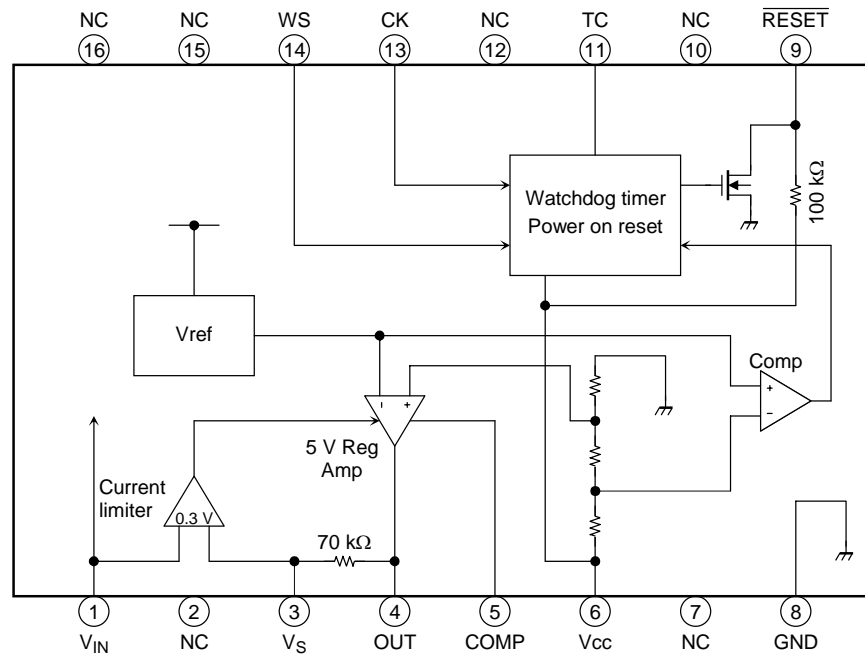 NC NC WS CK NC TC NC RESET
16 15 14 13 12 11 10 9
100 kΩ
Watchdog timer
Power on reset
Vref
Comp
+
−
− +
5 V Reg
Amp
Current
limiter
0.3 V
70 kΩ
1 2 3 4 5 6 7 8
VIN NC VS OUT COMP Vcc NC GND